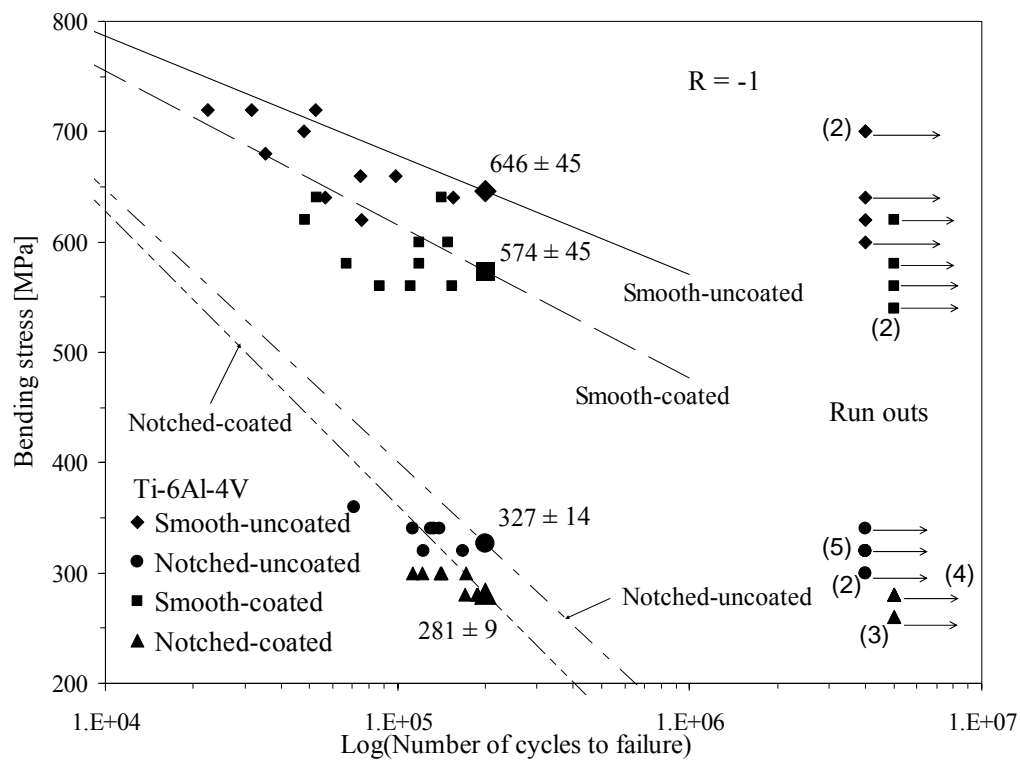 800
700
600
500
400
300
200
Bending stress [MPa]
R = -1
(2)
646 ± 45
574 ± 45
Smooth-uncoated
(2)
Smooth-coated
Notched-coated
Run outs
Ti-6Al-4V
Smooth-uncoated
Notched-uncoated
Smooth-coated
Notched-coated
327 ± 14
(5)
(2)
(4)
Notched-uncoated
281 ± 9
(3)
1.E+04
1.E+05
1.E+06
1.E+07
Log(Number of cycles to failure)